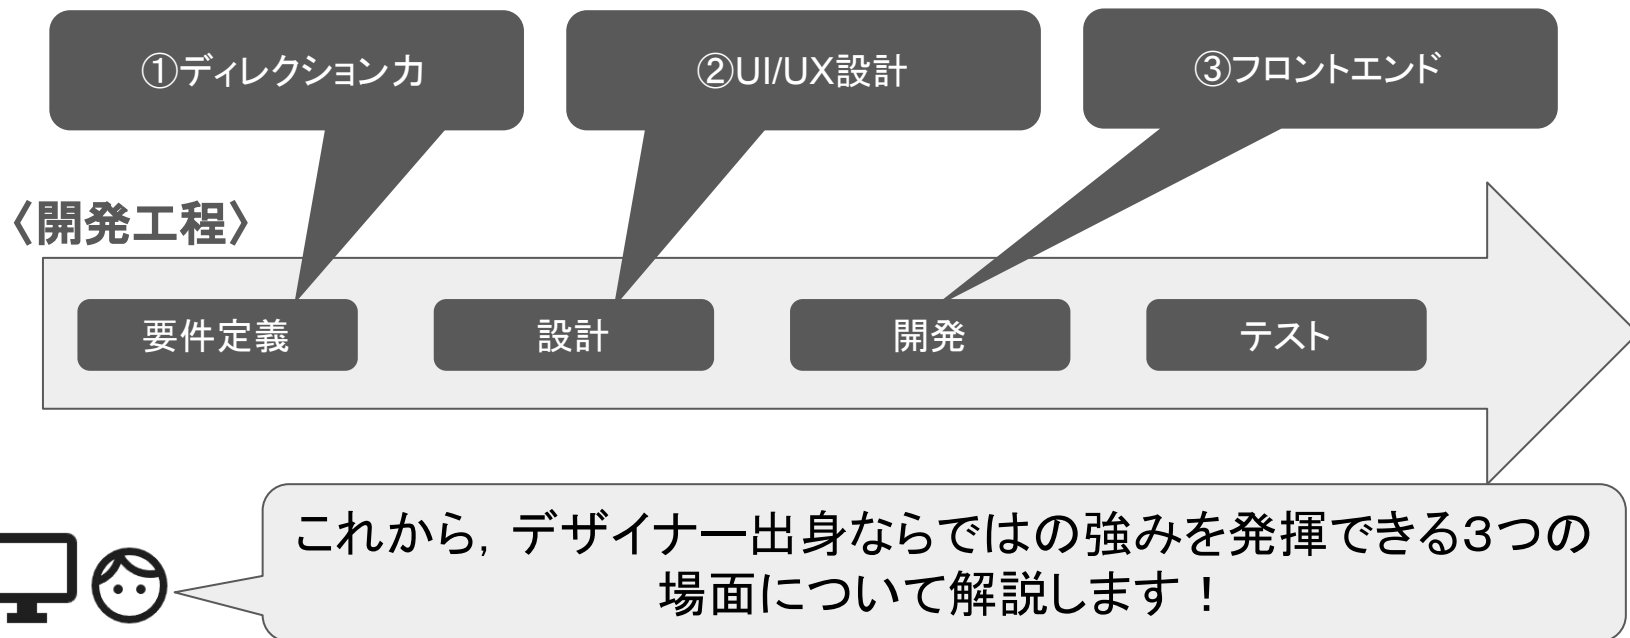 ①ディレクション力
②UI/UX設計
③フロントエンド
〈開発工程〉
要件定義
設計
開発
テスト
これから，デザイナー出身ならではの強みを発揮できる３つの
場面について解説します！